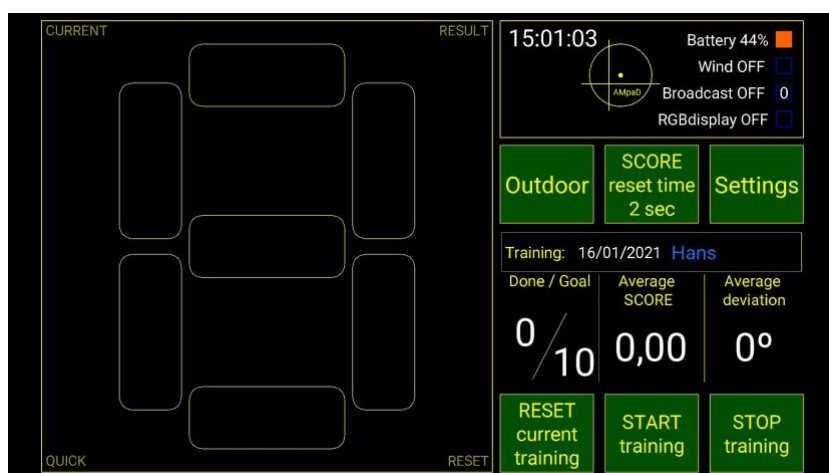 CURRENT
RESULT
QUICK
RESET
15:01:03
AMpaD
Battery 44%
Wind OFF
Broadcast OFF 0
RGBdisplay OFF
Outdoor
SCORE
reset time
2 sec
Settings
Training: 16/01/2021 Hans
Done / Goal
0/10
Average
SCORE
0,00
Average
deviation
0º
RESET
current
training
START
training
STOP
training